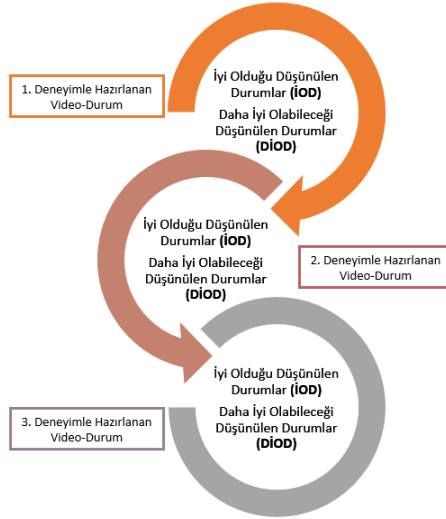 1. Deneyimle Hazırlanan
Video-Durum
İyi Olduğu Düşünülen
Durumlar (İOD)
Daha İyi Olabileceği
Düşünülen Durumlar
(DİOD)
İyi Olduğu Düşünülen
Durumlar (İOD)
Daha İyi Olabileceği
Düşünülen Durumlar
(DİOD)
2. Deneyimle Hazırlanan
Video-Durum
İyi Olduğu Düşünülen
Durumlar (İOD)
Daha İyi Olabileceği
Düşünülen Durumlar
(DİOD)
3. Deneyimle Hazırlanan
Video-Durum